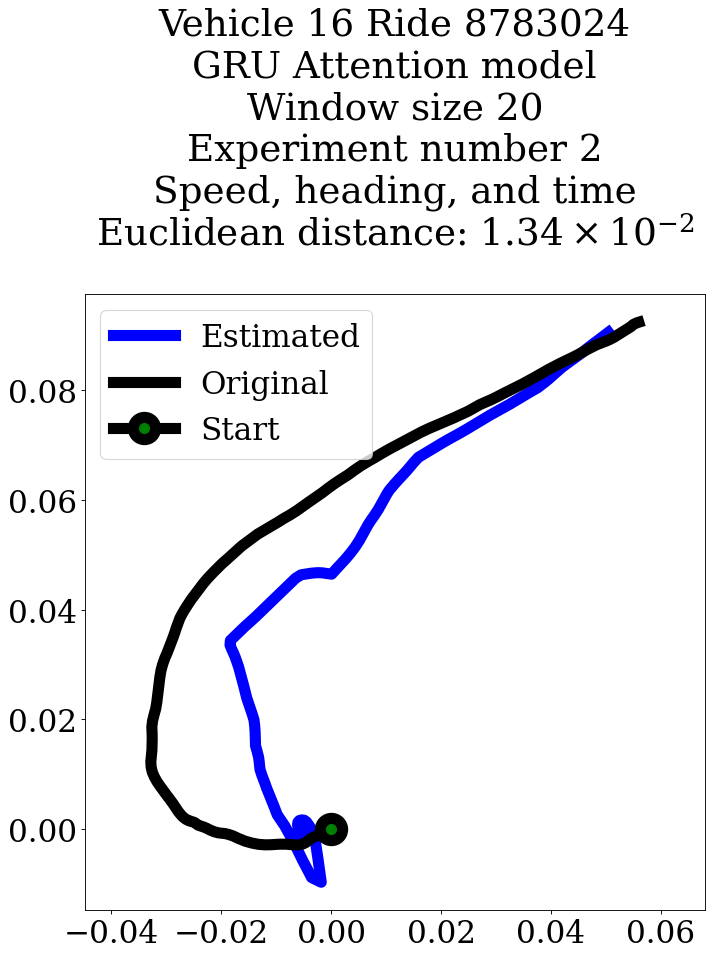 Vehicle 16 Ride 8783024
GRU Attention model
Window size 20
Experiment number 2
Speed, heading, and time
Euclidean distance: 1.34 × 10⁻²
Estimated
Original
Start
0.08
0.06
0.04
0.02
0.00
−0.04 −0.02 0.00 0.02 0.04 0.06